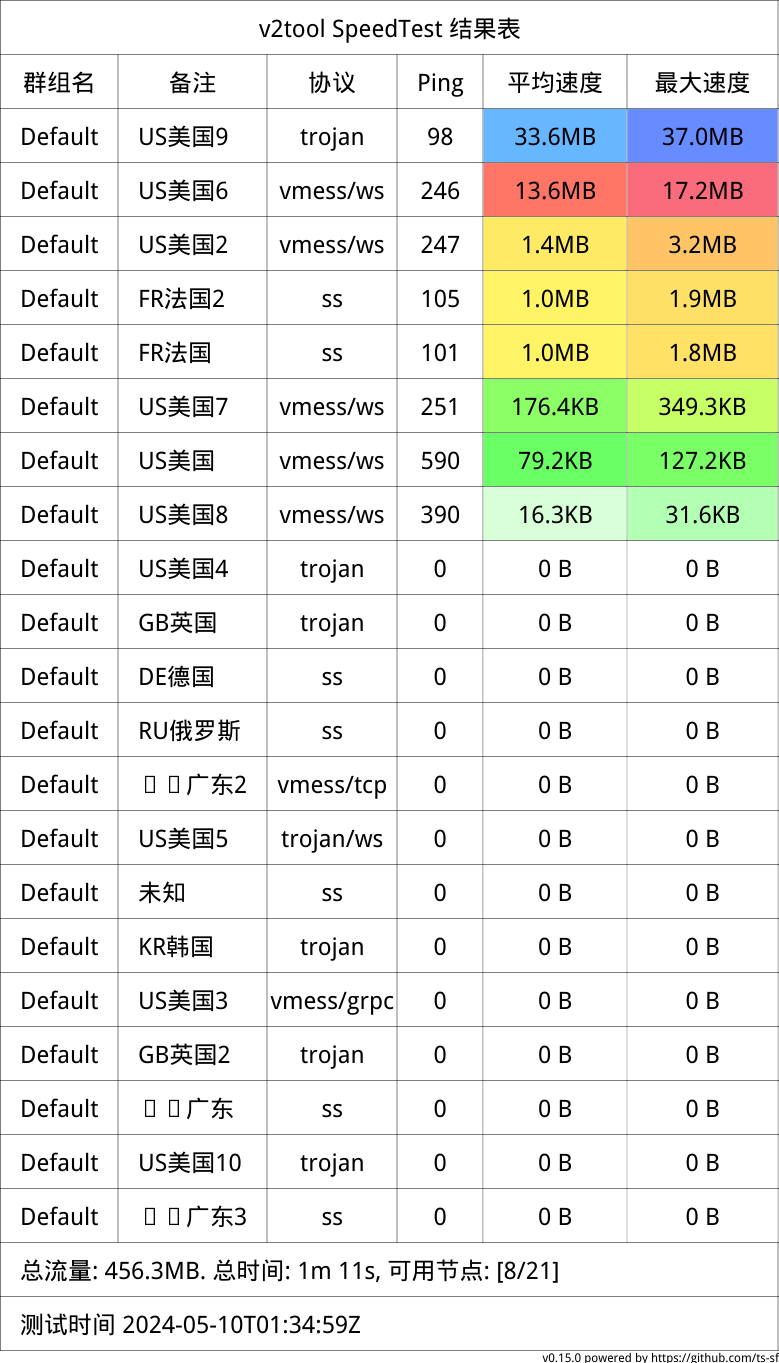 v2tool SpeedTest 结果表
群组名 备注 协议 Ping 平均速度 最大速度
Default US美国9 trojan 98 33.6MB 37.0MB
Default US美国6 vmess/ws 246 13.6MB 17.2MB
Default US美国2 vmess/ws 247 1.4MB 3.2MB
Default FR法国2 ss 105 1.0MB 1.9MB
Default FR法国 ss 101 1.0MB 1.8MB
Default US美国7 vmess/ws 251 176.4KB 349.3KB
Default US美国 vmess/ws 590 79.2KB 127.2KB
Default US美国8 vmess/ws 390 16.3KB 31.6KB
Default US美国4 trojan 0 0 B 0 B
Default GB英国 trojan 0 0 B 0 B
Default DE德国 ss 0 0 B 0 B
Default RU俄罗斯 ss 0 0 B 0 B
Default 广东2 vmess/tcp 0 0 B 0 B
Default US美国5 trojan/ws 0 0 B 0 B
Default 未知 ss 0 0 B 0 B
Default KR韩国 trojan 0 0 B 0 B
Default US美国3 vmess/grpc 0 0 B 0 B
Default GB英国2 trojan 0 0 B 0 B
Default 广东 ss 0 0 B 0 B
Default US美国10 trojan 0 0 B 0 B
Default 广东3 ss 0 0 B 0 B
总流量: 456.3MB. 总时间: 1m 11s, 可用节点: [8/21]
测试时间 2024-05-10T01:34:59Z
v0.15.0 powered by https://github.com/ts-sf